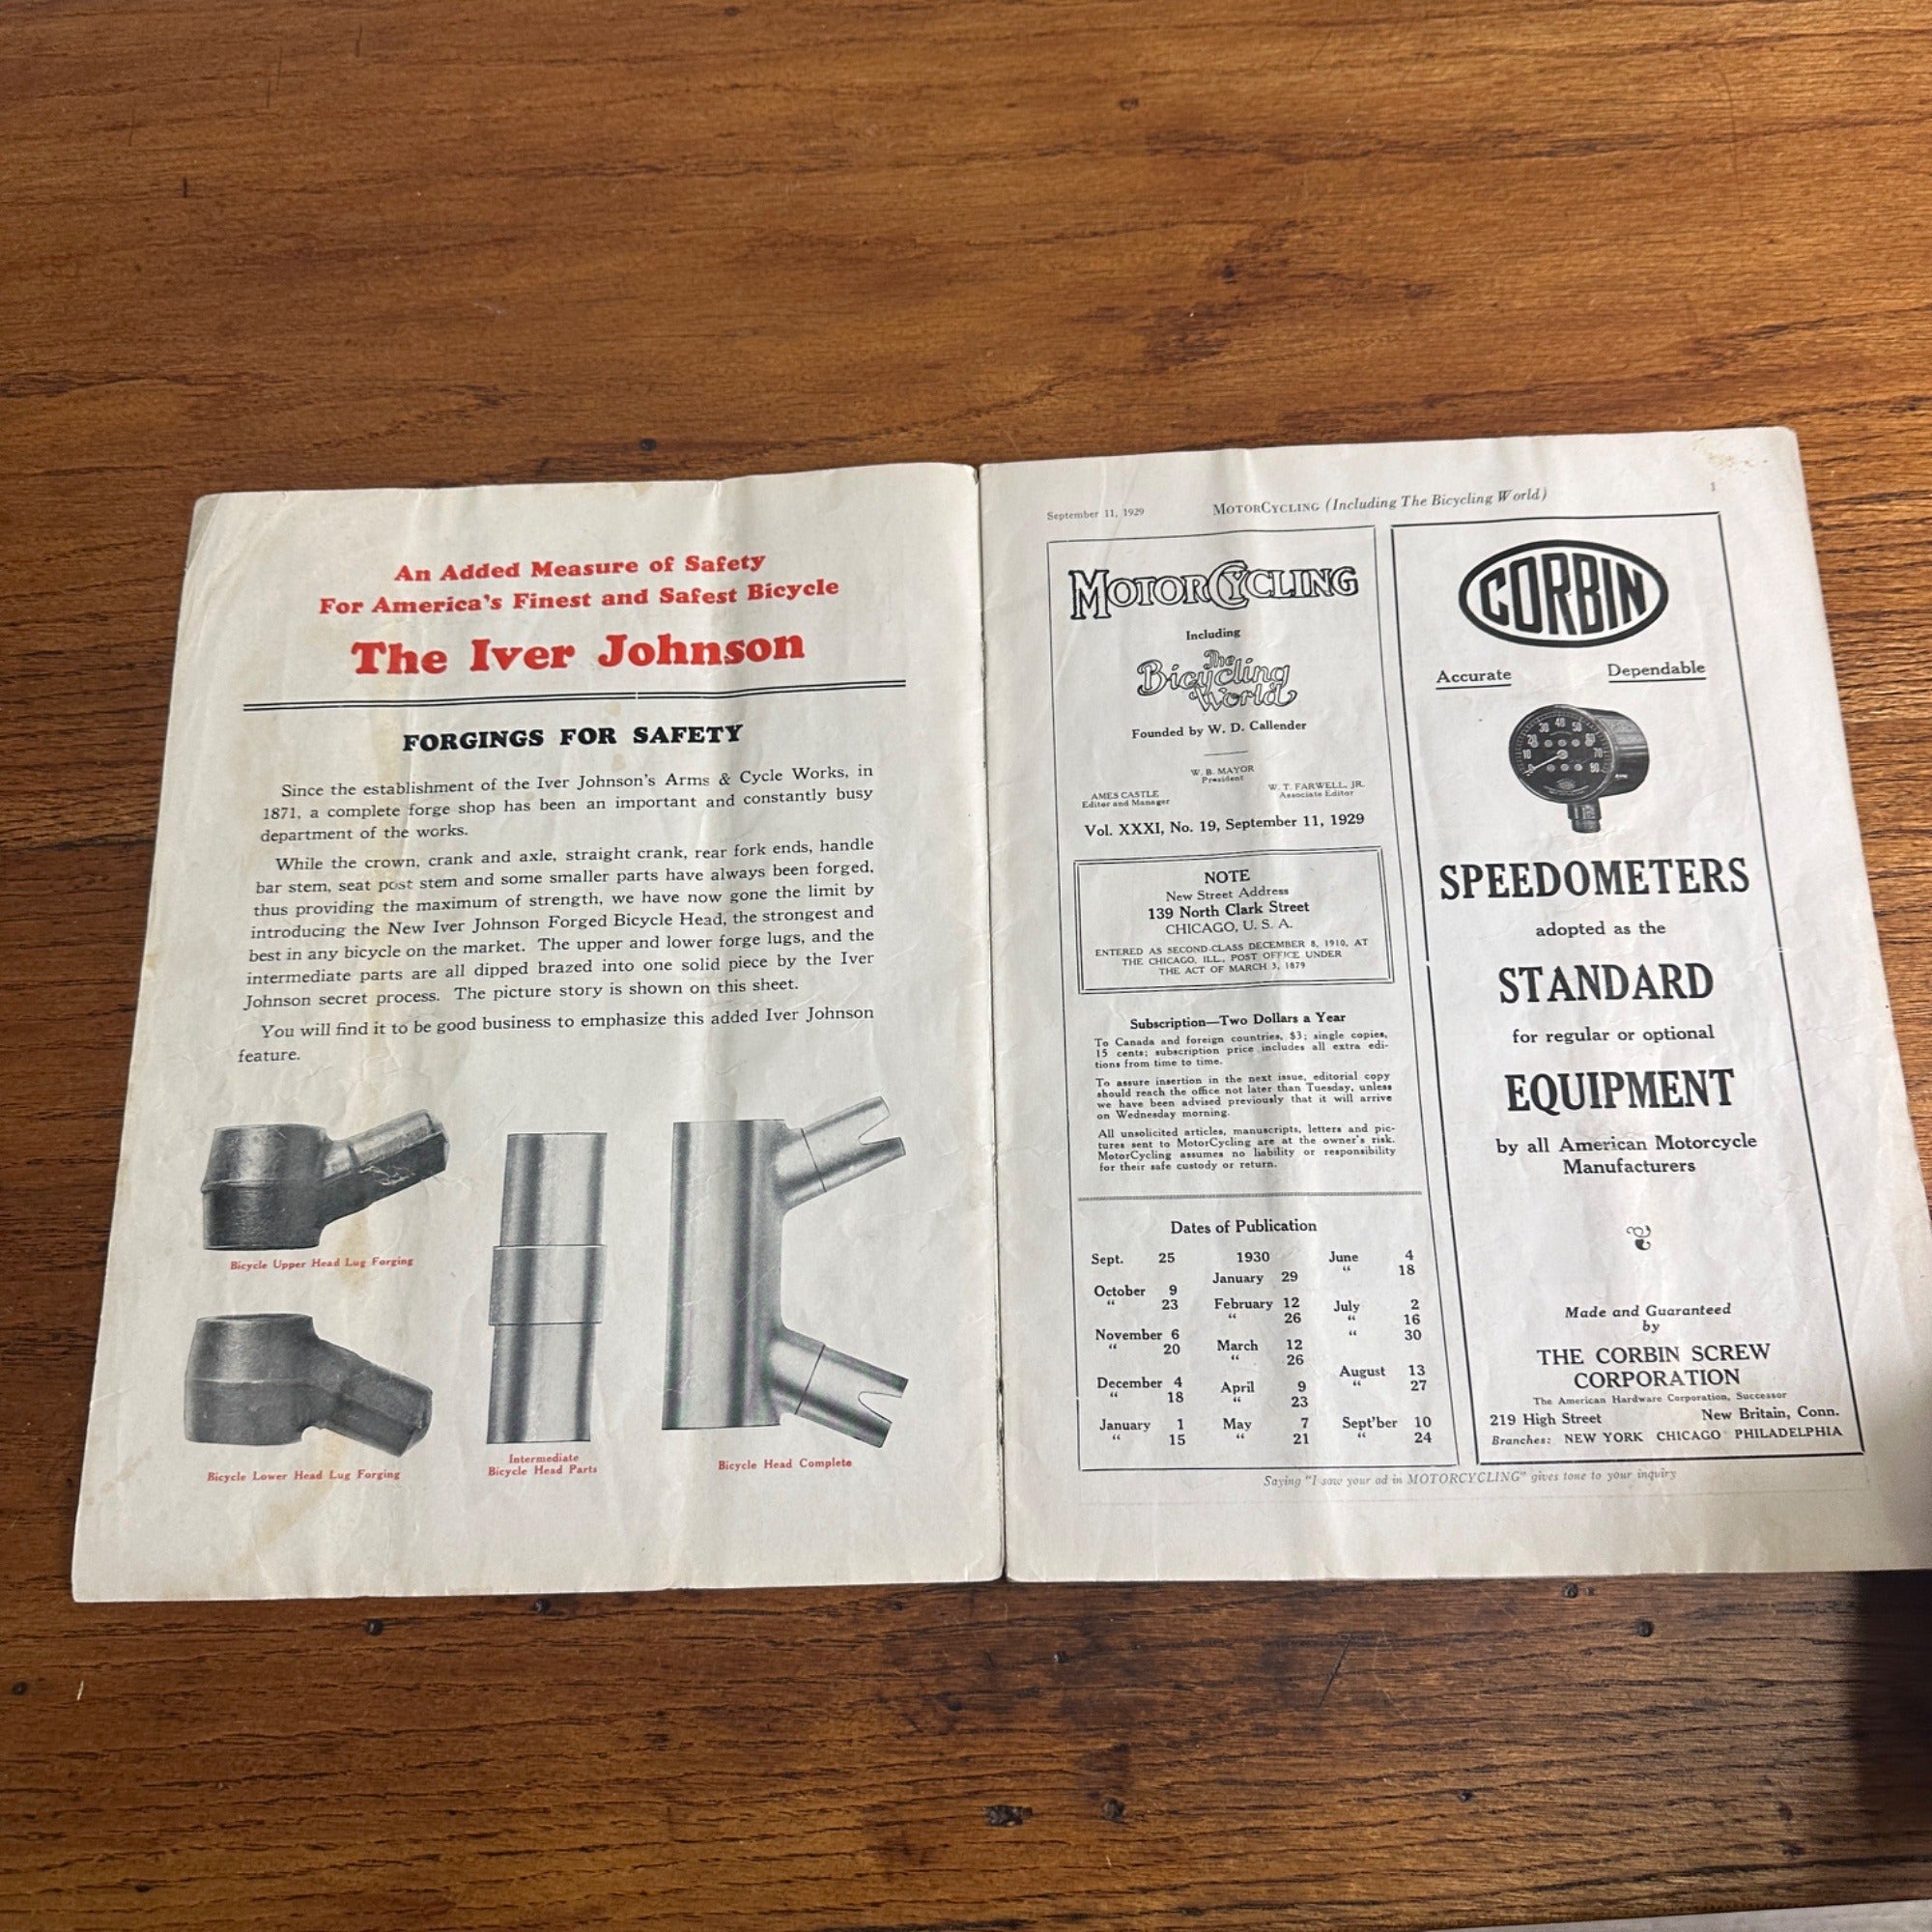 An Added Measure of Safety
For America's Finest and Safest Bicycle
The Iver Johnson
FORGINGS FOR SAFETY
Since the establishment of the Iver Johnson's Arms & Cycle Works, in
1871, a complete forge shop has been an important and constantly busy
department of the works.
While the crown, crank and axle, straight crank, rear fork ends, handle
bar stem, seat post stem and some smaller parts have always been forged,
thus providing the maximum of strength, we have now gone the limit by
introducing the New Iver Johnson Forged Bicycle Head, the strongest and
best in any bicycle on the market. The upper and lower forge lugs, and the
intermediate parts are all dipped brazed into one solid piece by the Iver
Johnson secret process. The picture story is shown on this sheet.
You will find it to be good business to emphasize this added Iver Johnson
feature.
Bicycle Upper Head Lug Forging
Bicycle Lower Head Lug Forging
Intermediate
Bicycle Head Parts
Bicycle Head Complete
September 11, 1929
MOTORCYCLING (Including The Bicycling World)
1
MOTORCYCLING
Including
The
Bicycling
World
Founded by W. D. Callender
W. B. MAYOR
President
AMES CASTLE
Editor and Manager
W. T. FARWELL, JR.
Associate Editor
Vol. XXXI, No. 19, September 11, 1929
NOTE
New Street Address
139 North Clark Street
CHICAGO, U. S. A.
ENTERED AS SECOND-CLASS DECEMBER 8, 1910, AT
THE CHICAGO, ILL., POST OFFICE UNDER
THE ACT OF MARCH 3, 1879
Subscription—Two Dollars a Year
To Canada and foreign countries, $3; single copies,
15 cents; subscription price includes all extra edi-
tions from time to time.
To assure insertion in the next issue, editorial copy
should reach the office not later than Tuesday, unless
we have been advised previously that it will arrive
on Wednesday morning.
All unsolicited articles, manuscripts, letters and pic-
tures sent to MotorCycling are at the owner's risk.
MotorCycling assumes no liability or responsibility
for their safe custody or return.
Dates of Publication
Sept. 25
October 9
" 23
November 6
" 20
December 4
" 18
January 1
" 15
1930
January 29
February 12
" 26
March 12
" 26
April 9
" 23
May 7
" 21
June 4
" 18
July 2
" 16
" 30
August 13
" 27
Sept'ber 10
" 24
CORBIN
Accurate Dependable
10 20 30 40 50 60 70 80
SPEEDOMETERS
adopted as the
STANDARD
for regular or optional
EQUIPMENT
by all American Motorcycle
Manufacturers
Made and Guaranteed
by
THE CORBIN SCREW
CORPORATION
The American Hardware Corporation, Successor
219 High Street New Britain, Conn.
Branches: NEW YORK CHICAGO PHILADELPHIA
Saying "I saw your ad in MOTORCYCLING" gives tone to your inquiry